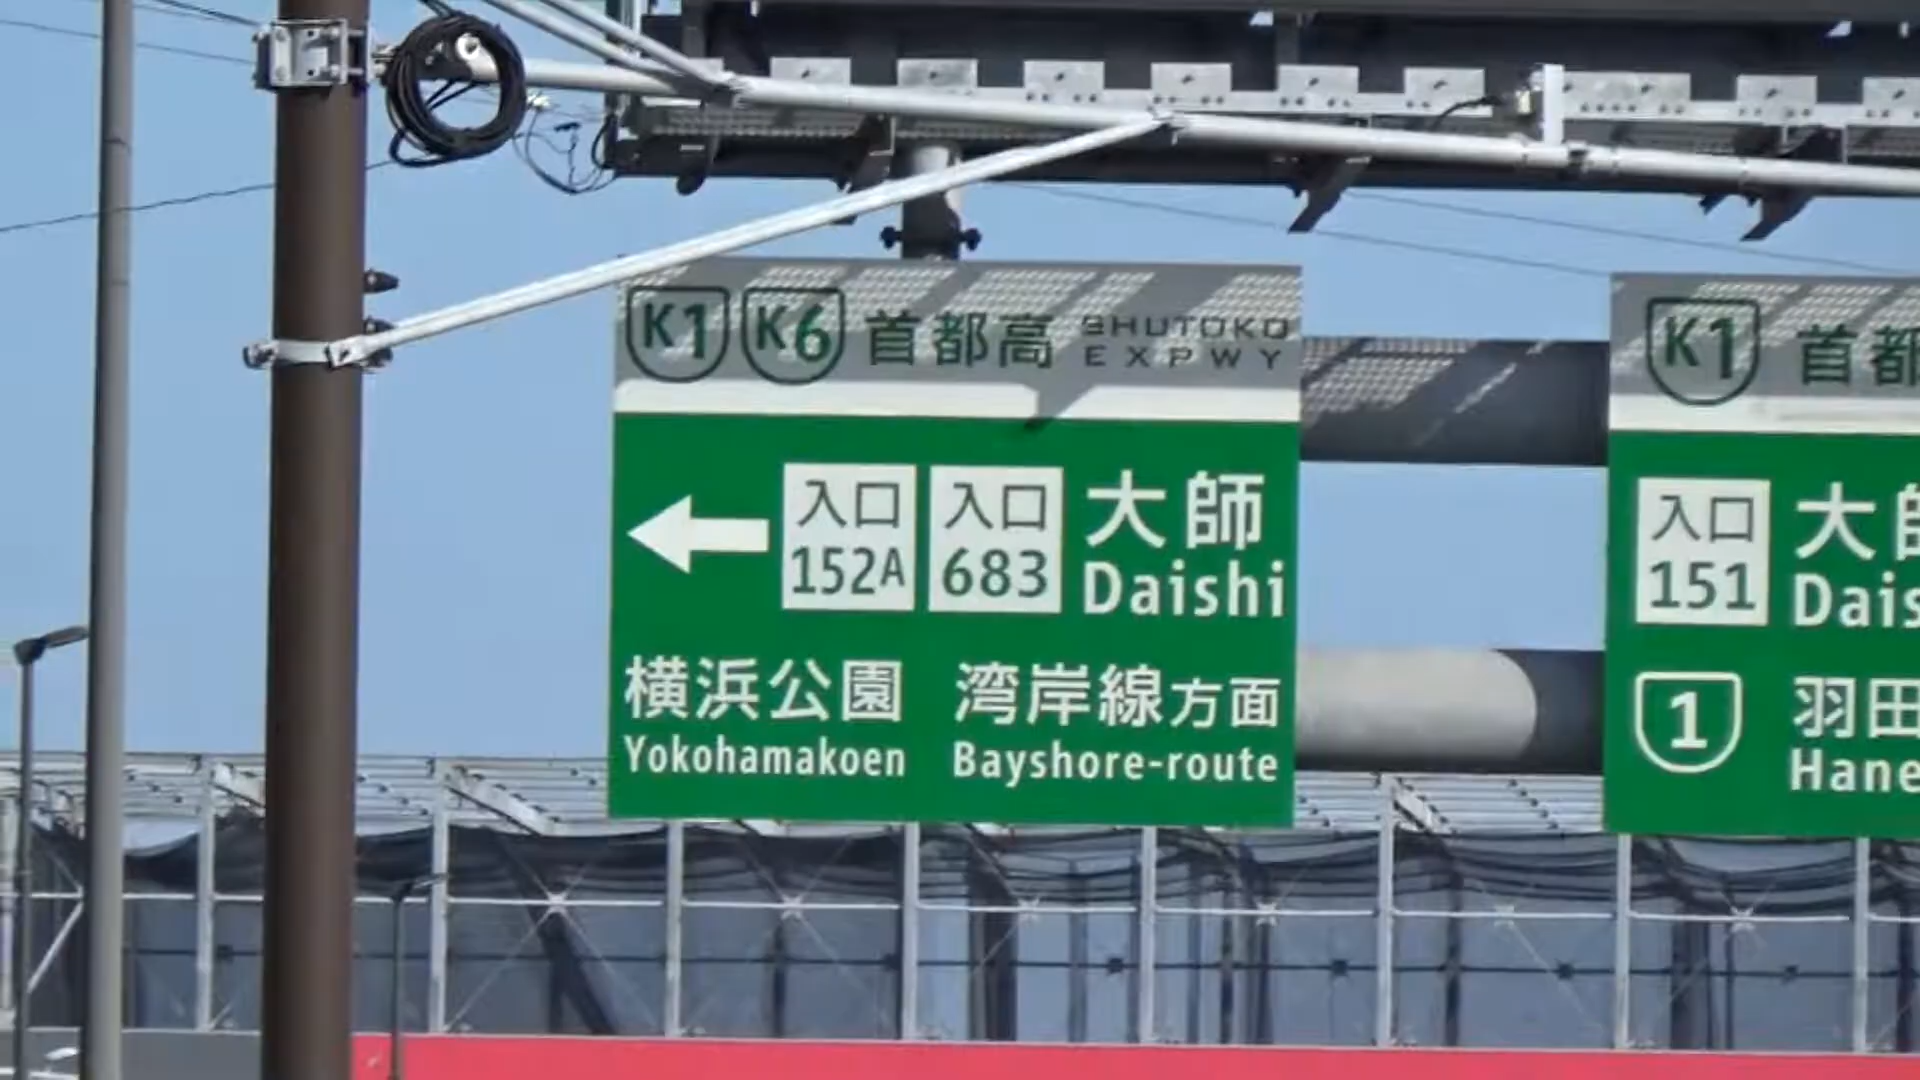 K1 K6 首都高 SHUTOKO EXPWY
入口 152A 入口 683 大師
Daishi
横浜公園 湾岸線方面
Yokohamakoen Bayshore-route
K1 首都
入口 151 大師
Dais
1 羽田
Hane